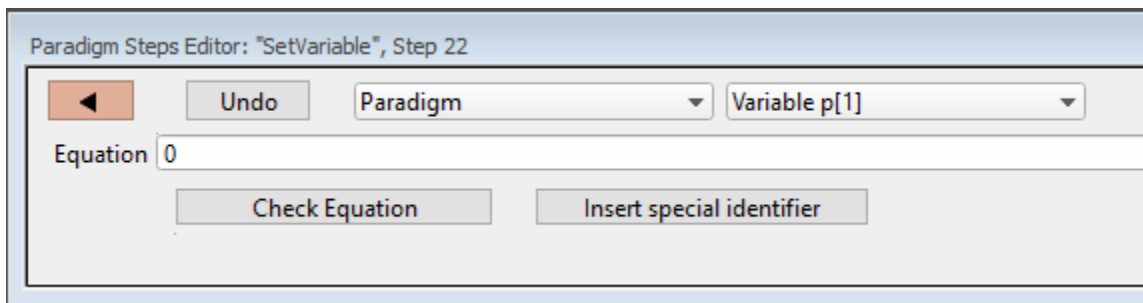 Paradigm Steps Editor: "SetVariable", Step 22
Undo Paradigm Variable p[1]
Equation 0
Check Equation Insert special identifier